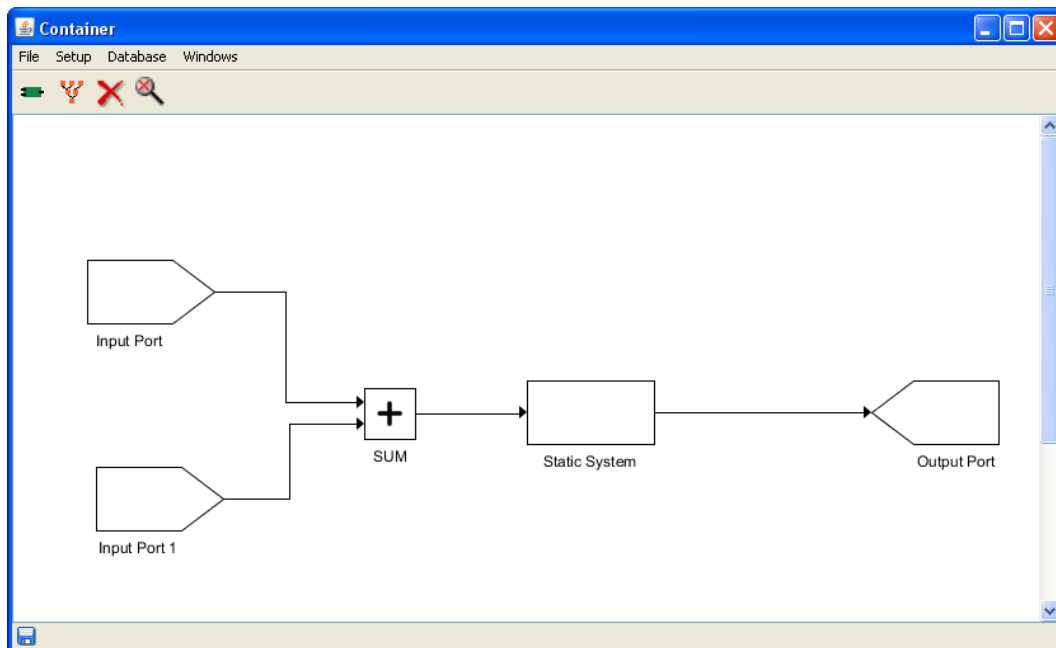 Container
File Setup Database Windows
Input Port
SUM
Static System
Output Port
Input Port 1